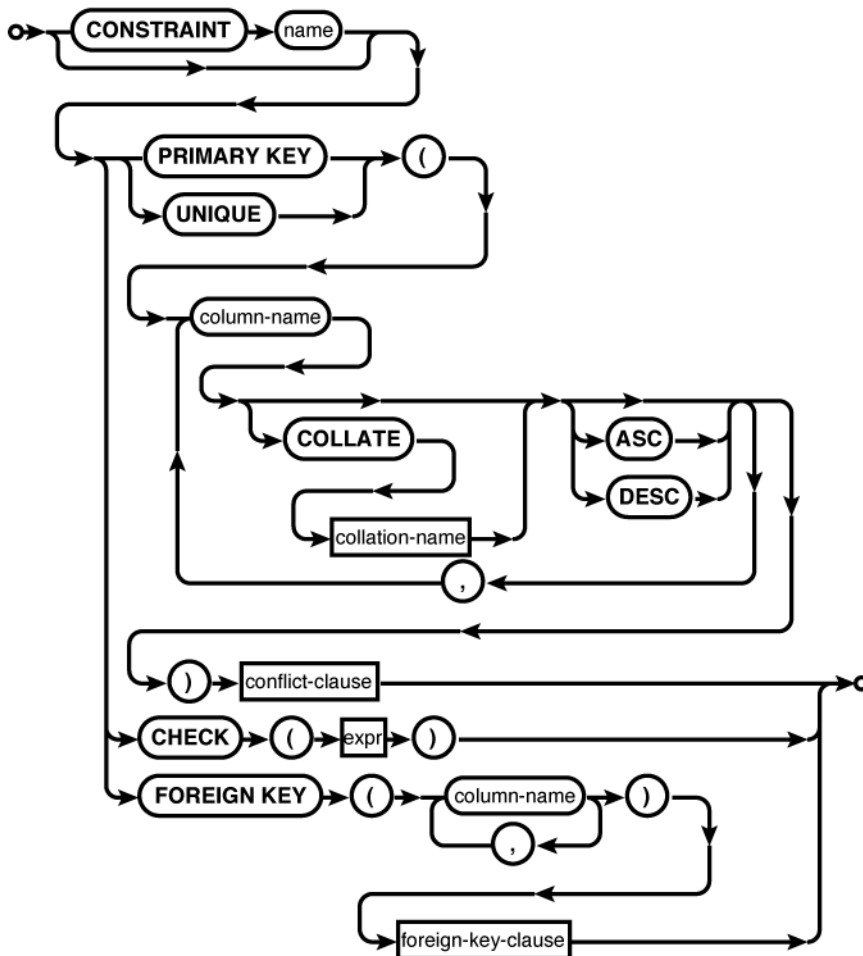 CONSTRAINT name
PRIMARY KEY (
UNIQUE
column-name
COLLATE ASC
DESC
collation-name
,
) conflict-clause
CHECK ( expr )
FOREIGN KEY ( column-name )
,
foreign-key-clause